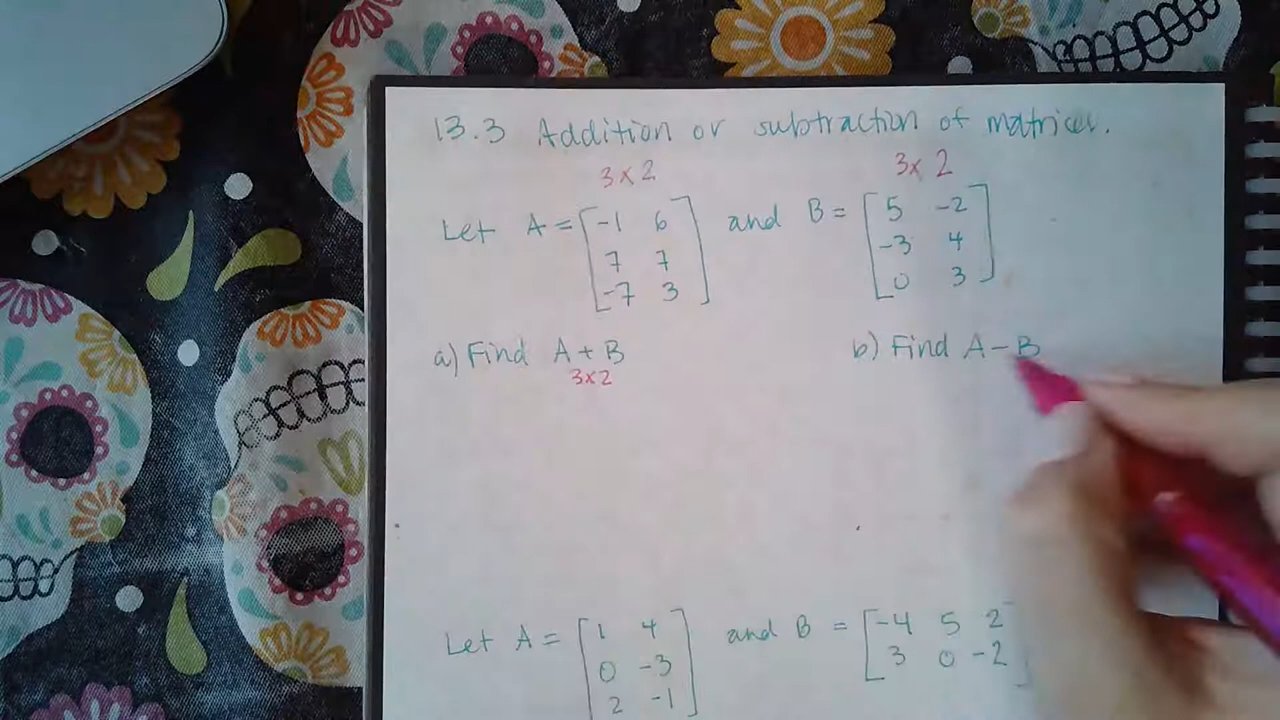 13.3 Addition or subtraction of matrices.
3x2 3x2
Let A = [-1 6 and B = [5 -2
7 7 -3 4
-7 3] 0 3]
a) Find A + B b) Find A - B
3x2
Let A = [1 4 and B = [-4 5 2
0 -3 3 0 -2]
2 -1]